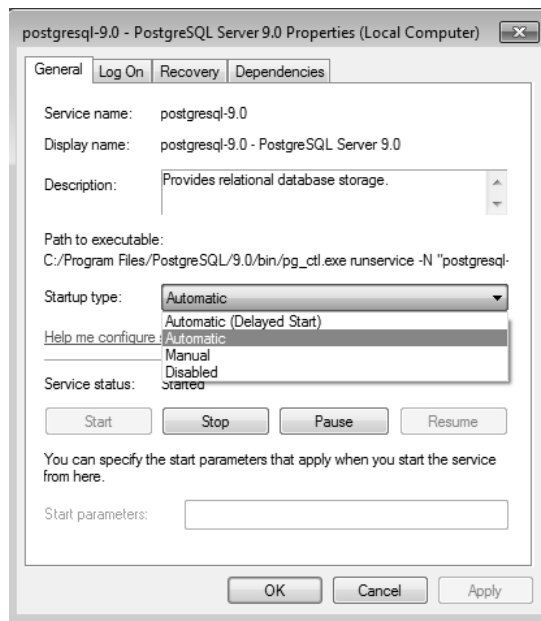 postgresql-9.0 - PostgreSQL Server 9.0 Properties (Local Computer)
General Log On Recovery Dependencies
Service name: postgresql-9.0
Display name: postgresql-9.0 - PostgreSQL Server 9.0
Description: Provides relational database storage.
Path to executable:
C:/Program Files/PostgreSQL/9.0/bin/pg_ctl.exe runservice -N "postgresql-
Startup type: Automatic
Automatic (Delayed Start)
Help me configure Automatic
Manual
Disabled
Service status: Started
Start Stop Pause Resume
You can specify the start parameters that apply when you start the service
from here.
Start parameters:
OK Cancel Apply